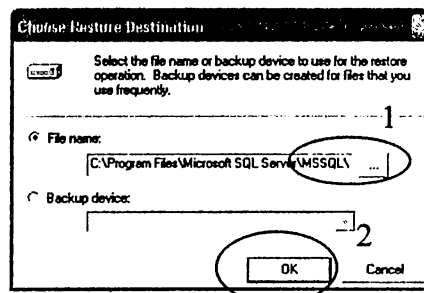 Choose Restore Destination
Select the file name or backup device to use for the restore
operation. Backup devices can be created for files that you
use frequently.
1
File name:
C:\Program Files\Microsoft SQL Server\MSSQL\ ...
Backup device:
2
OK Cancel